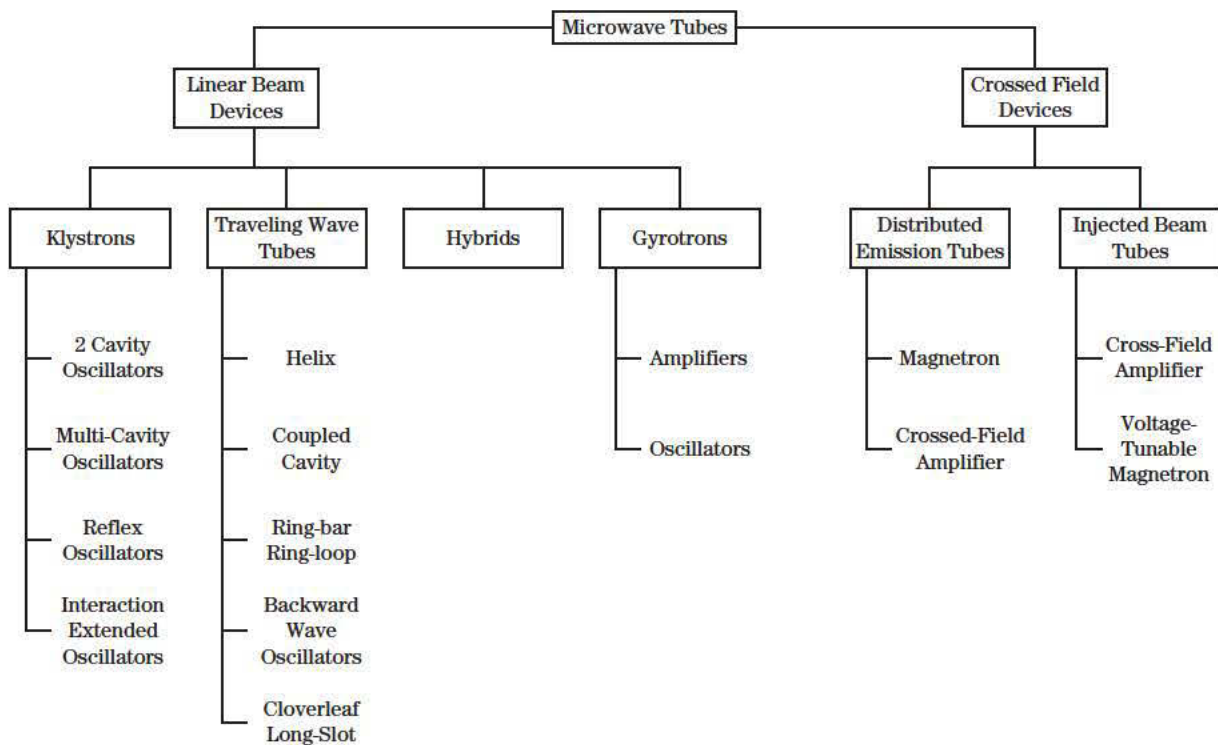 Microwave Tubes
Linear Beam
Devices
Crossed Field
Devices
Klystrons
Traveling Wave
Tubes
Hybrids
Gyrotrons
Distributed
Emission Tubes
Injected Beam
Tubes
2 Cavity
Oscillators
Multi-Cavity
Oscillators
Reflex
Oscillators
Interaction
Extended
Oscillators
Helix
Coupled
Cavity
Ring-bar
Ring-loop
Backward
Wave
Oscillators
Cloverleaf
Long-Slot
Amplifiers
Oscillators
Magnetron
Crossed-Field
Amplifier
Cross-Field
Amplifier
Voltage-
Tunable
Magnetron